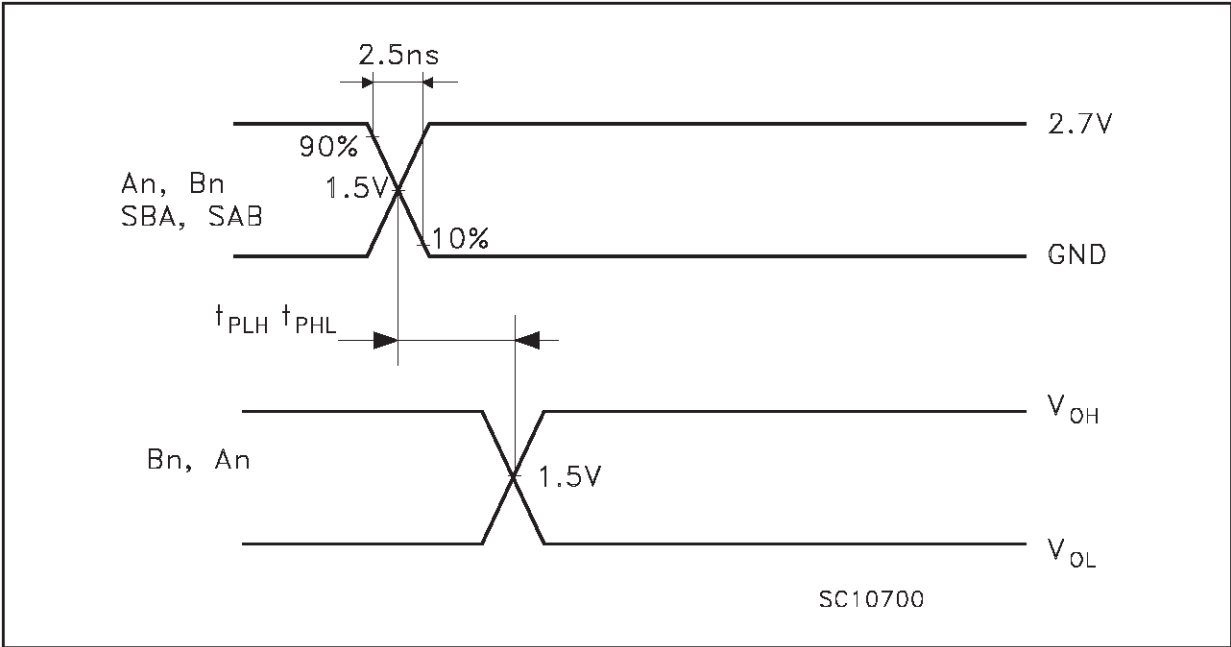 2.5ns
2.7V
90%
An, Bn
1.5V
SBA, SAB
10%
GND
tPLH tPHL
VOH
Bn, An
1.5V
VOL
SC10700